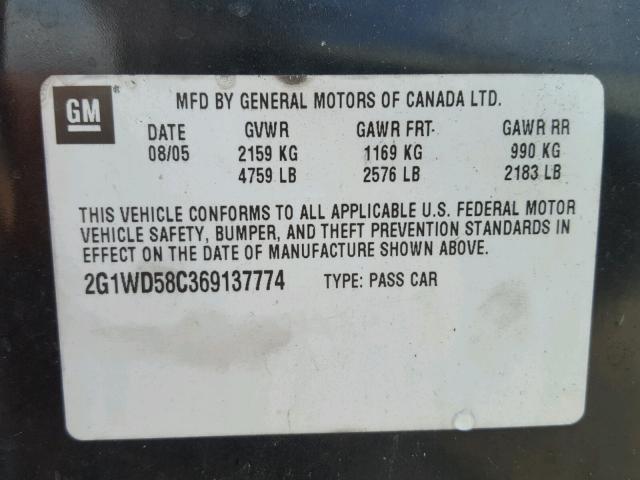 GM®
MFD BY GENERAL MOTORS OF CANADA LTD.
DATE GVWR GAWR FRT GAWR RR
08/05 2159 KG 1169 KG 990 KG
4759 LB 2576 LB 2183 LB
THIS VEHICLE CONFORMS TO ALL APPLICABLE U.S. FEDERAL MOTOR
VEHICLE SAFETY, BUMPER, AND THEFT PREVENTION STANDARDS IN
EFFECT ON THE DATE OF MANUFACTURE SHOWN ABOVE.
2G1WD58C369137774 TYPE: PASS CAR